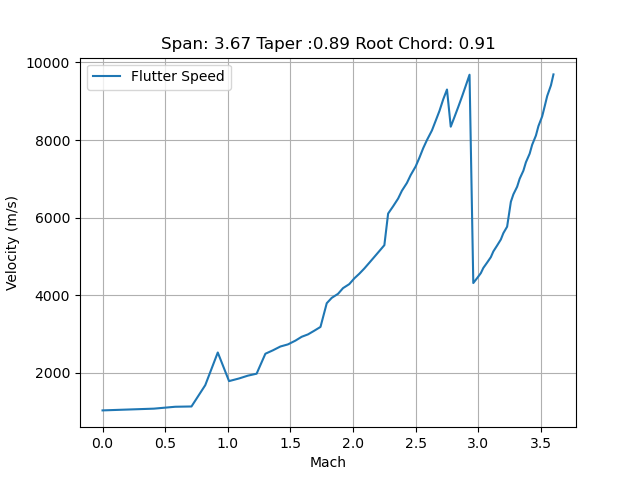 Span: 3.67 Taper :0.89 Root Chord: 0.91
Flutter Speed
10000
8000
6000
4000
2000
Velocity (m/s)
0.0 0.5 1.0 1.5 2.0 2.5 3.0 3.5
Mach